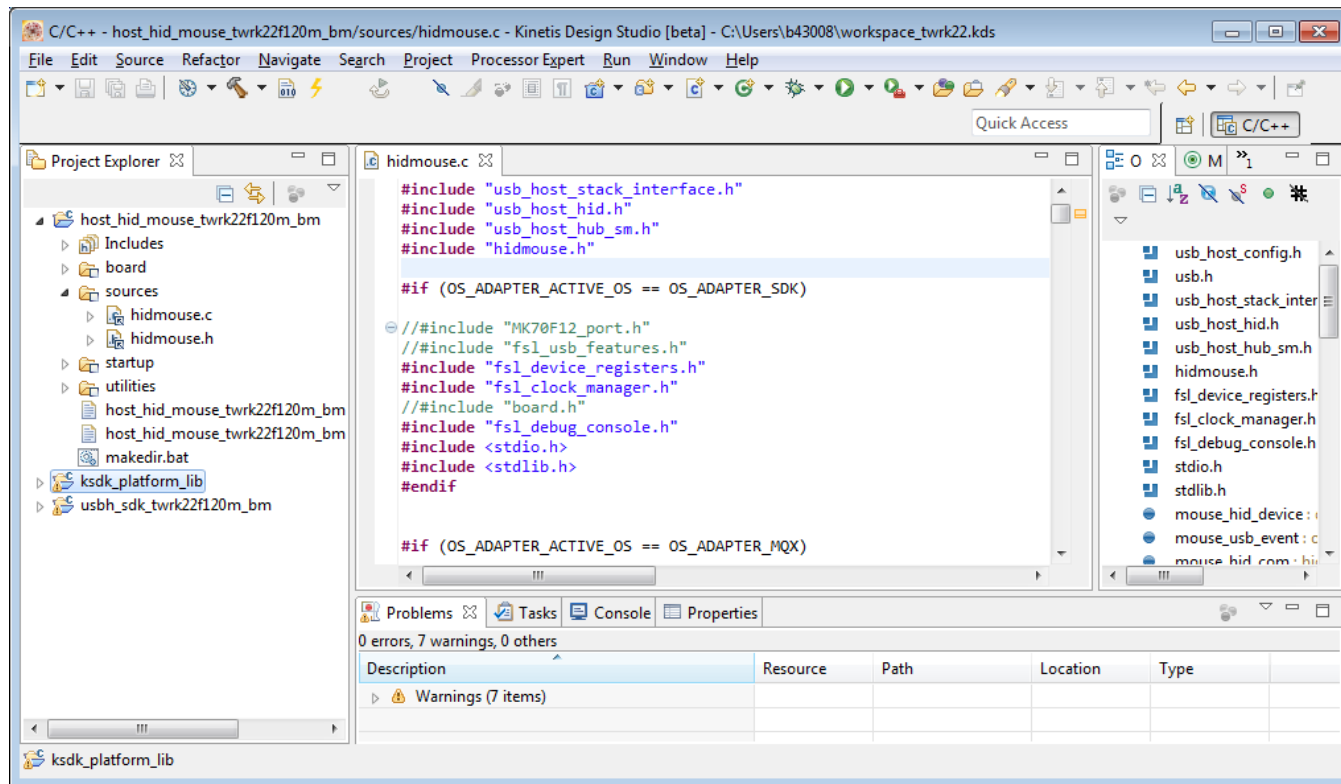 C/C++ - host_hid_mouse_twrk22f120m_bm/sources/hidmouse.c - Kinetis Design Studio [beta] - C:\Users\b43008\workspace_twrk22.kds
File Edit Source Refactor Navigate Search Project Processor Expert Run Window Help
Quick Access
C/C++
Project Explorer
host_hid_mouse_twrk22f120m_bm
Includes
board
sources
hidmouse.c
hidmouse.h
startup
utilities
host_hid_mouse_twrk22f120m_bm
host_hid_mouse_twrk22f120m_bm
makedir.bat
ksdk_platform_lib
usbh_sdk_twrk22f120m_bm
hidmouse.c
#include "usb_host_stack_interface.h"
#include "usb_host_hid.h"
#include "usb_host_hub_sm.h"
#include "hidmouse.h"
#if (OS_ADAPTER_ACTIVE_OS == OS_ADAPTER_SDK)
//#include "MK70F12_port.h"
//#include "fsl_usb_features.h"
#include "fsl_device_registers.h"
#include "fsl_clock_manager.h"
//#include "board.h"
#include "fsl_debug_console.h"
#include <stdio.h>
#include <stdlib.h>
#endif
#if (OS_ADAPTER_ACTIVE_OS == OS_ADAPTER_MQX)
O M »1
usb_host_config.h
usb.h
usb_host_stack_inter
usb_host_hid.h
usb_host_hub_sm.h
hidmouse.h
fsl_device_registers.h
fsl_clock_manager.h
fsl_debug_console.h
stdio.h
stdlib.h
mouse_hid_device :
mouse_usb_event : c
mouse_hid_com : hi
Problems Tasks Console Properties
0 errors, 7 warnings, 0 others
Description Resource Path Location Type
Warnings (7 items)
ksdk_platform_lib